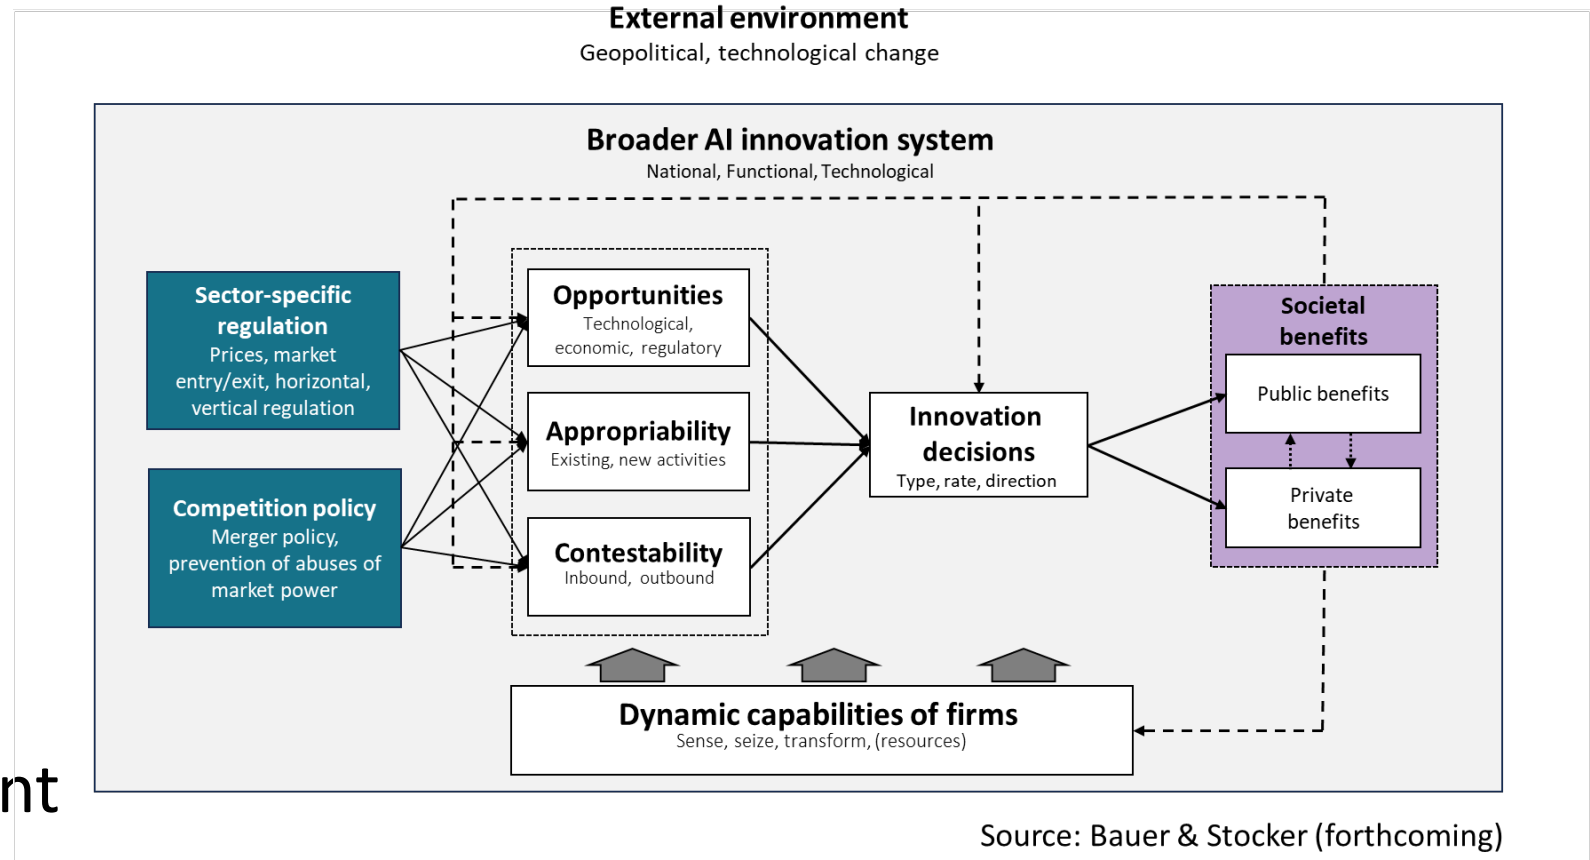 External environment
Geopolitical, technological change
Broader AI innovation system
National, Functional, Technological
Sector-specific
regulation
Prices, market
entry/exit, horizontal,
vertical regulation
Competition policy
Merger policy,
prevention of abuses of
market power
Opportunities
Technological,
economic, regulatory
Appropriability
Existing, new activities
Contestability
Inbound, outbound
Innovation
decisions
Type, rate, direction
Societal
benefits
Public benefits
Private
benefits
Dynamic capabilities of firms
Sense, seize, transform, (resources)
nt
Source: Bauer & Stocker (forthcoming)